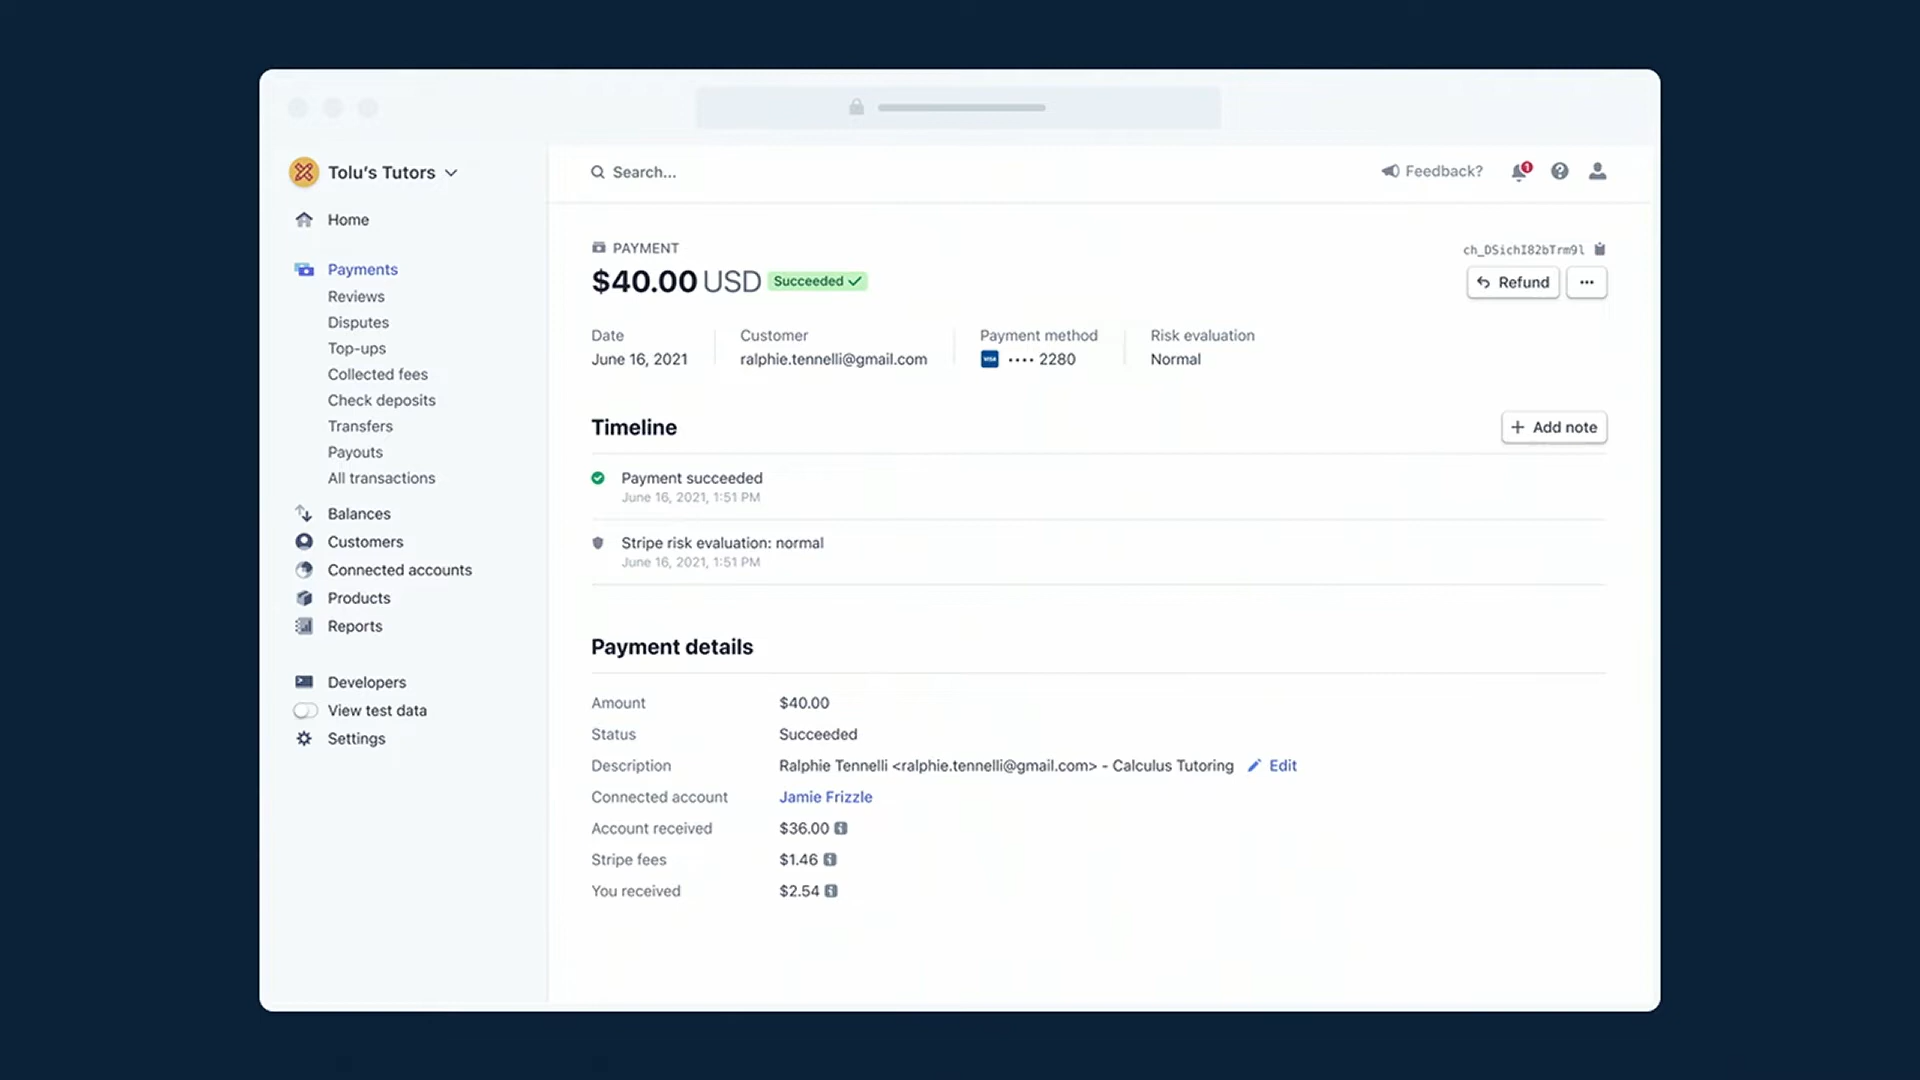 Tolu's Tutors
Home
Payments
Reviews
Disputes
Top-ups
Collected fees
Check deposits
Transfers
Payouts
All transactions
Balances
Customers
Connected accounts
Products
Reports
Developers
View test data
Settings
Search...
Feedback?
1
PAYMENT
ch_DSichI82bTrm9l
$40.00 USD Succeeded
Refund
Date
June 16, 2021
Customer
ralphie.tennelli@gmail.com
Payment method
VISA •••• 2280
Risk evaluation
Normal
Timeline
Add note
Payment succeeded
June 16, 2021, 1:51 PM
Stripe risk evaluation: normal
June 16, 2021, 1:51 PM
Payment details
Amount $40.00
Status Succeeded
Description Ralphie Tennelli <ralphie.tennelli@gmail.com> - Calculus Tutoring Edit
Connected account Jamie Frizzle
Account received $36.00
Stripe fees $1.46
You received $2.54